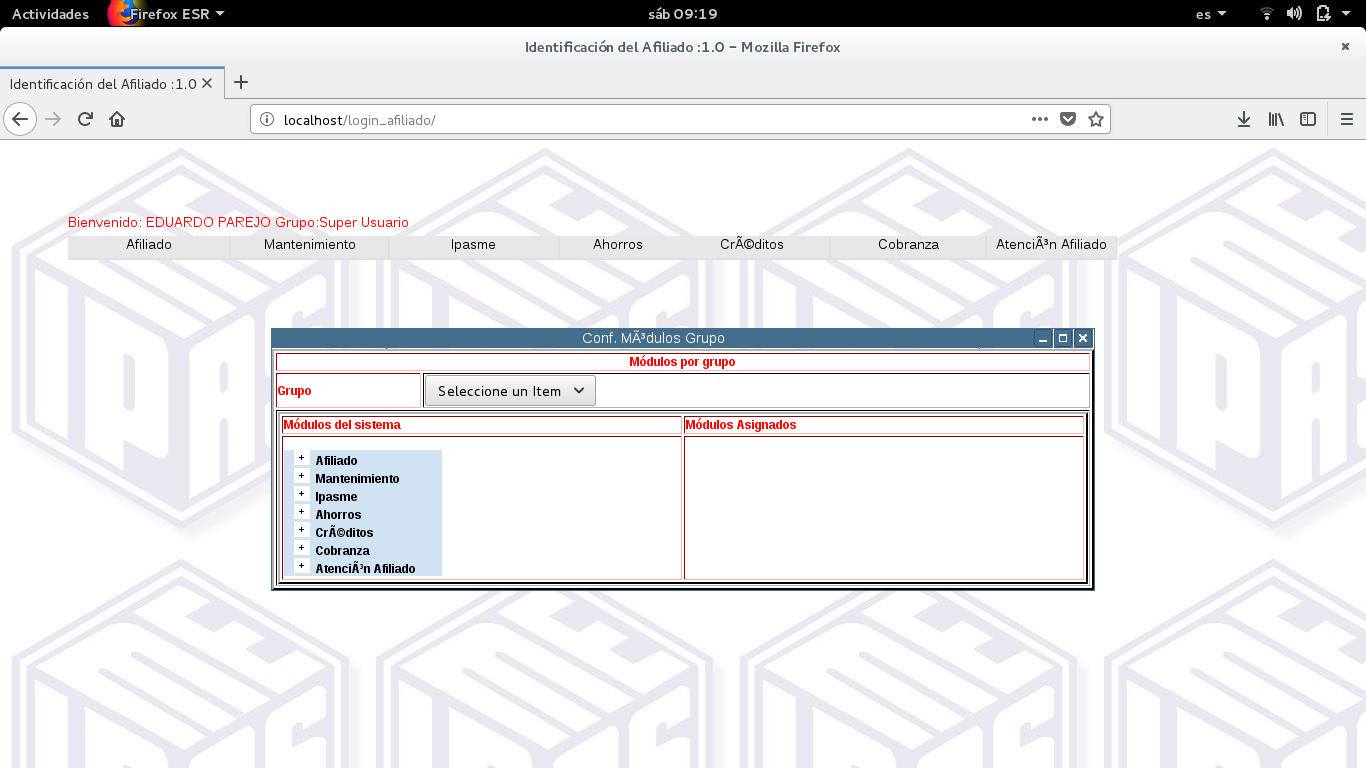 Actividades Firefox ESR sáb 09:19 es
Identificación del Afiliado :1.0 – Mozilla Firefox
Identificación del Afiliado :1.0
localhost/login_afiliado/
Bienvenido: EDUARDO PAREJO Grupo:Super Usuario
Afiliado Mantenimiento Ipasme Ahorros CrÃ©ditos Cobranza AtenciÃ³n Afiliado
Conf. MÃ³dulos Grupo
Módulos por grupo
Grupo Seleccione un Item
Módulos del sistema Módulos Asignados
+ Afiliado
+ Mantenimiento
+ Ipasme
+ Ahorros
+ CrÃ©ditos
+ Cobranza
+ AtenciÃ³n Afiliado